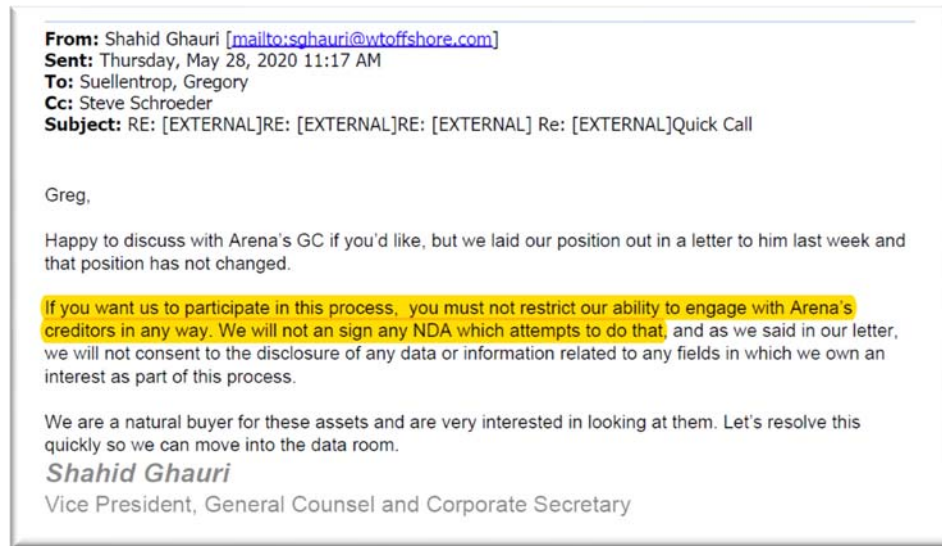 From: Shahid Ghauri [mailto:sghauri@wtoffshore.com]
Sent: Thursday, May 28, 2020 11:17 AM
To: Suellentrop, Gregory
Cc: Steve Schroeder
Subject: RE: [EXTERNAL]RE: [EXTERNAL]RE: [EXTERNAL] Re: [EXTERNAL]Quick Call
Greg,
Happy to discuss with Arena's GC if you'd like, but we laid our position out in a letter to him last week and
that position has not changed.
If you want us to participate in this process,  you must not restrict our ability to engage with Arena's
creditors in any way. We will not an sign any NDA which attempts to do that, and as we said in our letter,
we will not consent to the disclosure of any data or information related to any fields in which we own an
interest as part of this process.
We are a natural buyer for these assets and are very interested in looking at them. Let's resolve this
quickly so we can move into the data room.
Shahid Ghauri
Vice President, General Counsel and Corporate Secretary